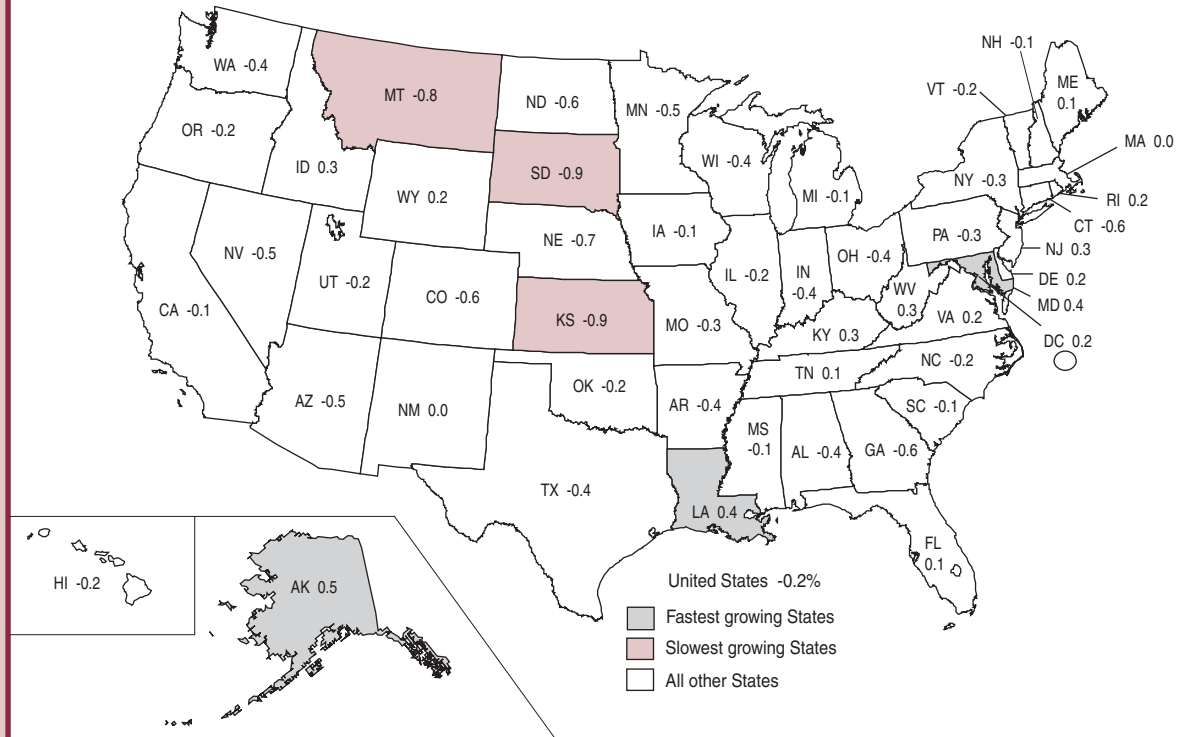 WA -0.4
MT -0.8
ND -0.6
MN -0.5
NH -0.1
VT -0.2
ME
0.1
MA 0.0
OR -0.2
ID 0.3
WY 0.2
SD -0.9
WI -0.4
MI -0.1
NY -0.3
RI 0.2
CT -0.6
NJ 0.3
NV -0.5
UT -0.2
CO -0.6
NE -0.7
IA -0.1
IL -0.2
IN
-0.4
OH -0.4
PA -0.3
DE 0.2
MD 0.4
DC 0.2
CA -0.1
KS -0.9
MO -0.3
KY 0.3
WV
0.3
VA 0.2
AZ -0.5
NM 0.0
OK -0.2
AR -0.4
TN 0.1
NC -0.2
SC -0.1
TX -0.4
LA 0.4
MS
-0.1
AL -0.4
GA -0.6
FL
0.1
HI -0.2
AK 0.5
United States -0.2%
Fastest growing States
Slowest growing States
All other States